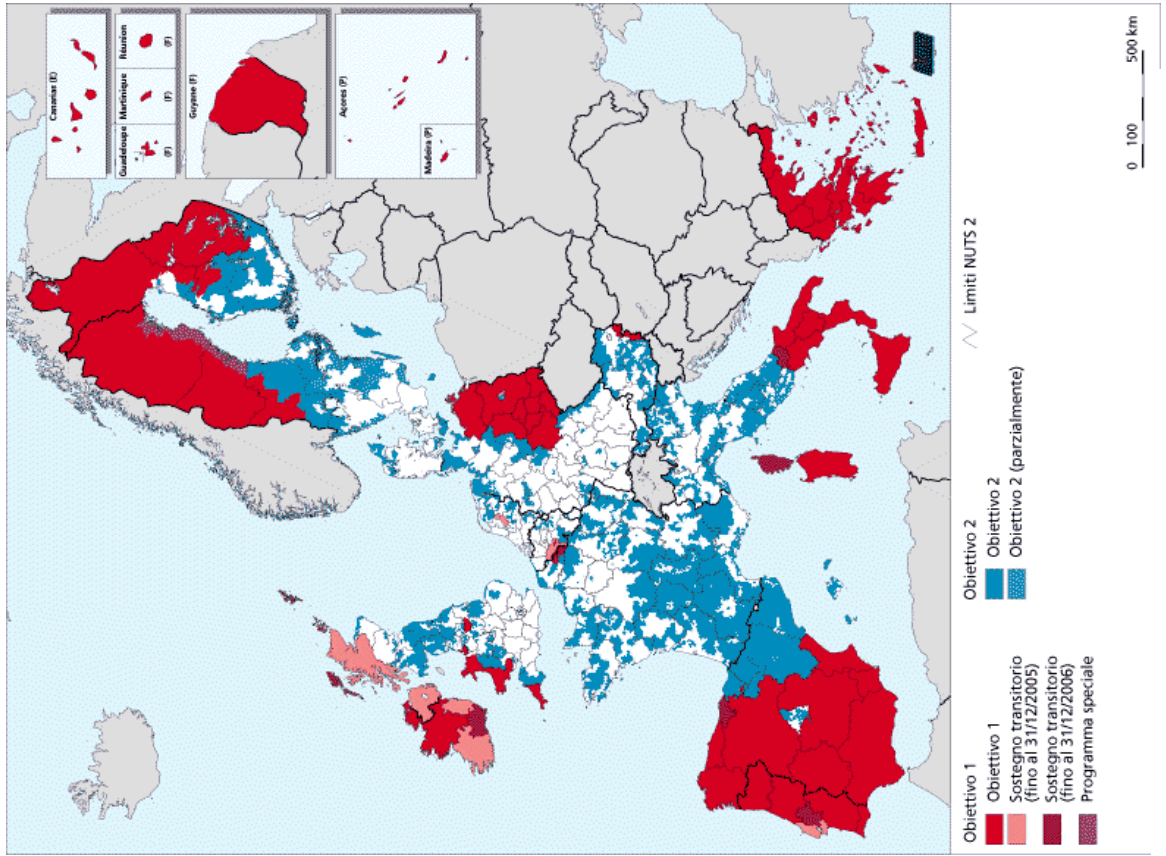 Canarias (E)
Guadeloupe
Martinique
Réunion
(F)
(F)
(F)
Guyane (F)
Açores (P)
Madeira (P)
Limiti NUTS 2
0 100 500 km
Obiettivo 1
Obiettivo 1
Sostegno transitorio
(fino al 31/12/2005)
Sostegno transitorio
(fino al 31/12/2006)
Programma speciale
Obiettivo 2
Obiettivo 2
Obiettivo 2 (parzialmente)